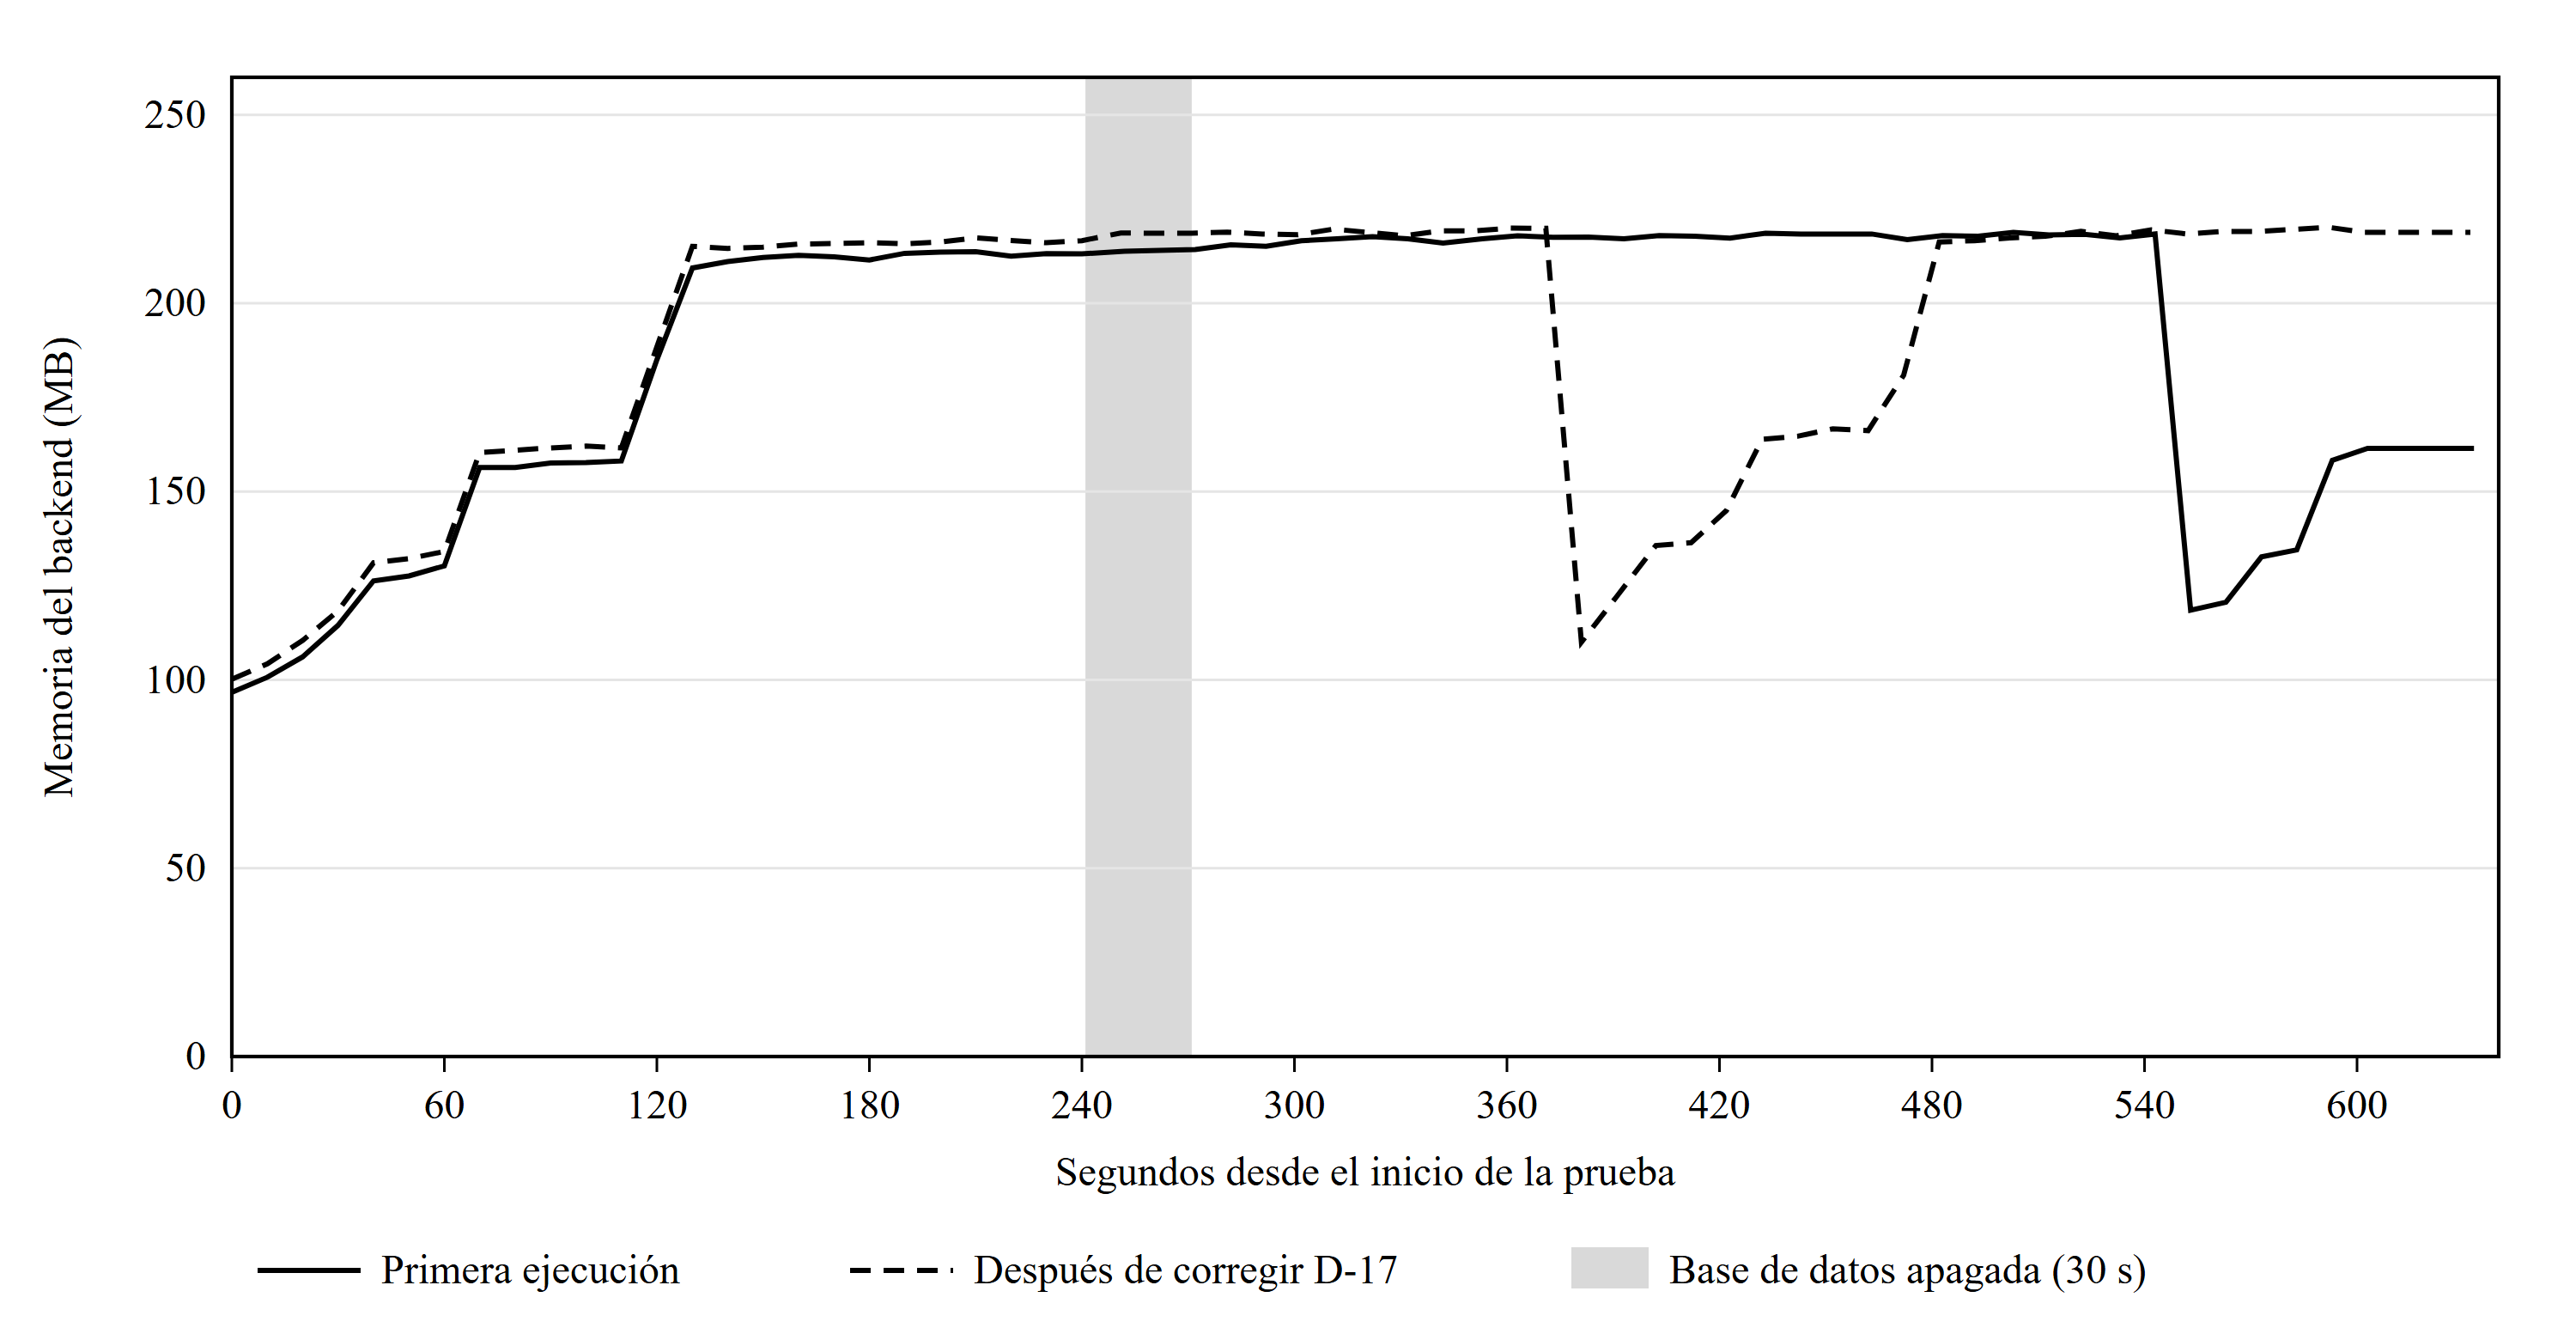 Memoria del backend (MB)
250
200
150
100
50
0
0 60 120 180 240 300 360 420 480 540 600
Segundos desde el inicio de la prueba
Primera ejecución Después de corregir D-17 Base de datos apagada (30 s)